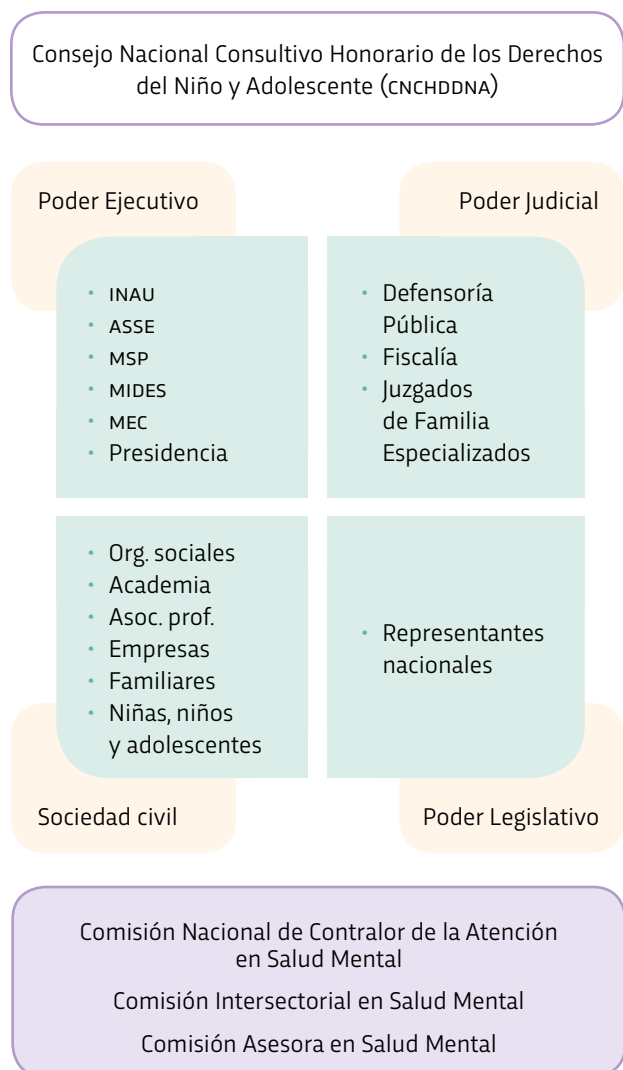 Consejo Nacional Consultivo Honorario de los Derechos
del Niño y Adolescente (CNCHDDNA)
Poder Ejecutivo
• INAU
• ASSE
• MSP
• MIDES
• MEC
• Presidencia
Poder Judicial
• Defensoría
Pública
• Fiscalía
• Juzgados
de Familia
Especializados
• Org. sociales
• Academia
• Asoc. prof.
• Empresas
• Familiares
• Niñas, niños
y adolescentes
Sociedad civil
• Representantes
nacionales
Poder Legislativo
Comisión Nacional de Contralor de la Atención
en Salud Mental
Comisión Intersectorial en Salud Mental
Comisión Asesora en Salud Mental